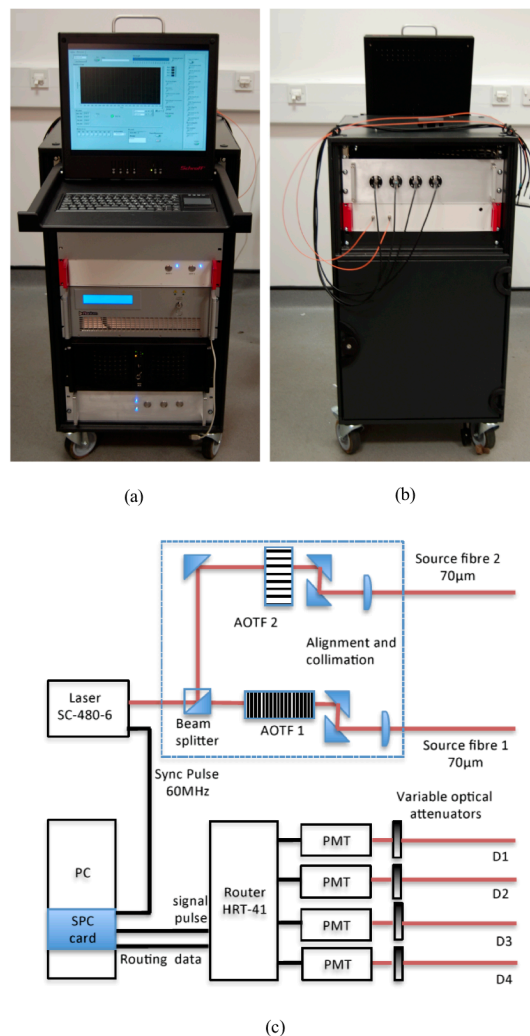 (a)
(b)
Source fibre 2
70μm
AOTF 2
Alignment and
collimation
Laser
SC-480-6
Beam
splitter
AOTF 1
Source fibre 1
70μm
Sync Pulse
60MHz
Variable optical
attenuators
PMT
D1
PC
Router
HRT-41
signal
pulse
PMT
D2
SPC
card
PMT
D3
Routing data
PMT
D4
(c)